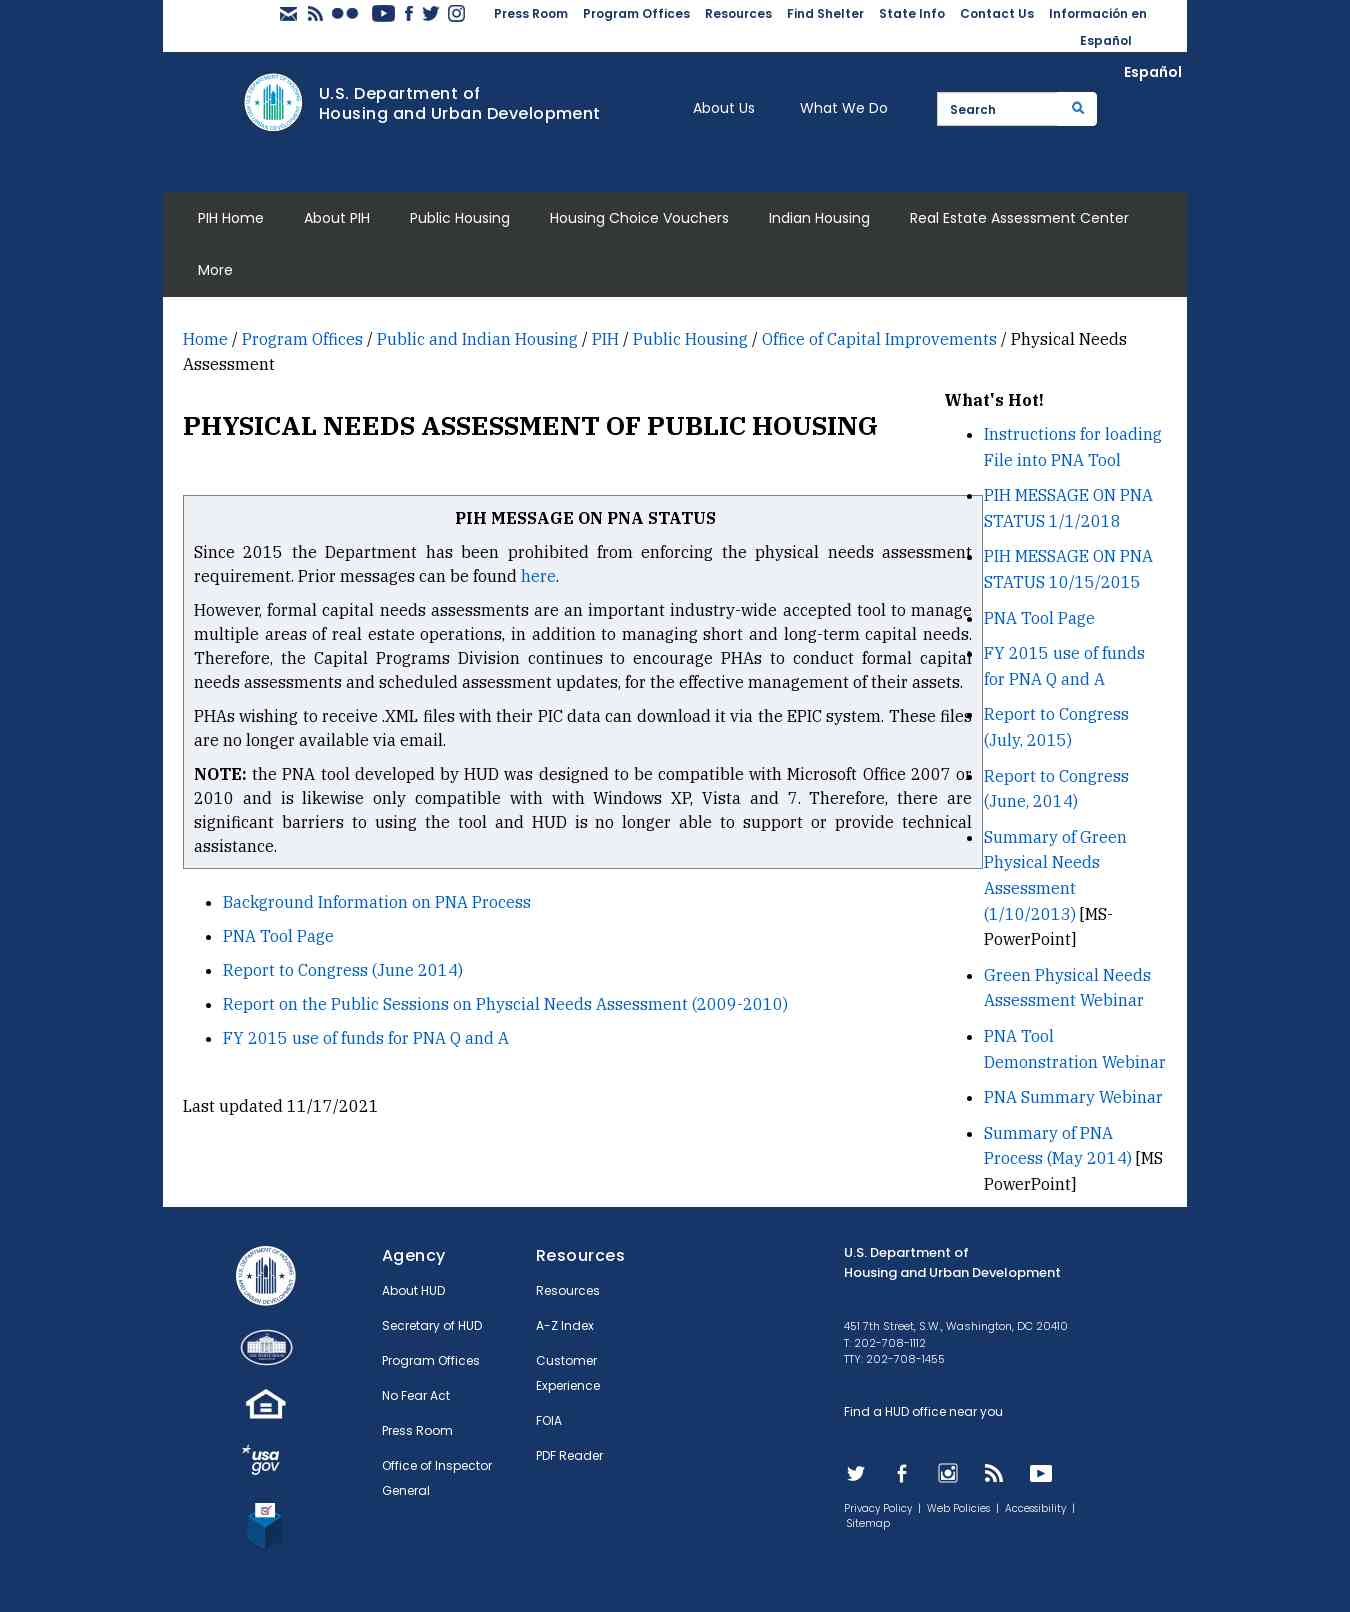 Press Room Program Offices Resources Find Shelter State Info Contact Us Información en
Español
Español
U.S. Department of
Housing and Urban Development
About Us What We Do Search
PIH Home About PIH Public Housing Housing Choice Vouchers Indian Housing Real Estate Assessment Center
More
Home / Program Offices / Public and Indian Housing / PIH / Public Housing / Office of Capital Improvements / Physical Needs
Assessment
PHYSICAL NEEDS ASSESSMENT OF PUBLIC HOUSING
PIH MESSAGE ON PNA STATUS
Since 2015 the Department has been prohibited from enforcing the physical needs assessment
requirement. Prior messages can be found here.
However, formal capital needs assessments are an important industry-wide accepted tool to manage
multiple areas of real estate operations, in addition to managing short and long-term capital needs.
Therefore, the Capital Programs Division continues to encourage PHAs to conduct formal capital
needs assessments and scheduled assessment updates, for the effective management of their assets.
PHAs wishing to receive .XML files with their PIC data can download it via the EPIC system. These files
are no longer available via email.
NOTE: the PNA tool developed by HUD was designed to be compatible with Microsoft Office 2007 or
2010 and is likewise only compatible with with Windows XP, Vista and 7. Therefore, there are
significant barriers to using the tool and HUD is no longer able to support or provide technical
assistance.
Background Information on PNA Process
PNA Tool Page
Report to Congress (June 2014)
Report on the Public Sessions on Physcial Needs Assessment (2009-2010)
FY 2015 use of funds for PNA Q and A
Last updated 11/17/2021
What's Hot!
Instructions for loading
File into PNA Tool
PIH MESSAGE ON PNA
STATUS 1/1/2018
PIH MESSAGE ON PNA
STATUS 10/15/2015
PNA Tool Page
FY 2015 use of funds
for PNA Q and A
Report to Congress
(July, 2015)
Report to Congress
(June, 2014)
Summary of Green
Physical Needs
Assessment
(1/10/2013) [MS-
PowerPoint]
Green Physical Needs
Assessment Webinar
PNA Tool
Demonstration Webinar
PNA Summary Webinar
Summary of PNA
Process (May 2014) [MS
PowerPoint]
usa
gov
Agency
About HUD
Secretary of HUD
Program Offices
No Fear Act
Press Room
Office of Inspector
General
Resources
Resources
A-Z Index
Customer
Experience
FOIA
PDF Reader
U.S. Department of
Housing and Urban Development
451 7th Street, S.W., Washington, DC 20410
T: 202-708-1112
TTY: 202-708-1455
Find a HUD office near you
Privacy Policy | Web Policies | Accessibility |
Sitemap